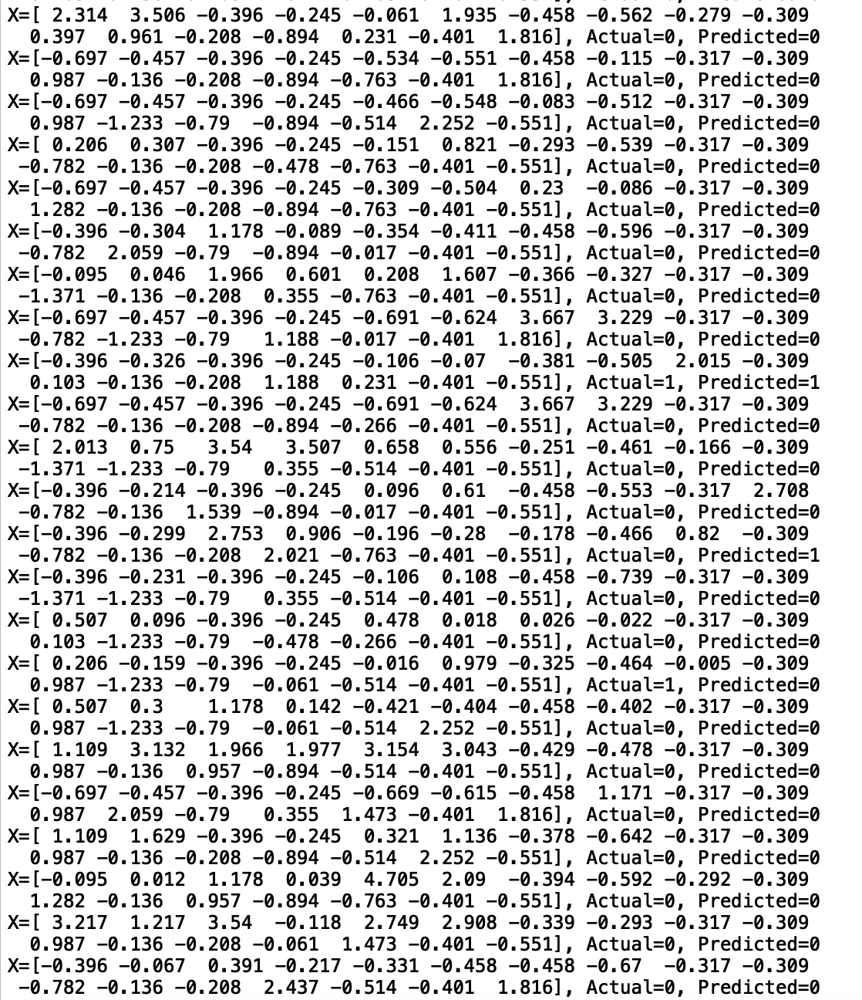 X=[ 2.314  3.506 -0.396 -0.245 -0.061  1.935 -0.458 -0.562 -0.279 -0.309
  0.397  0.961 -0.208 -0.894  0.231 -0.401  1.816], Actual=0, Predicted=0
X=[-0.697 -0.457 -0.396 -0.245 -0.534 -0.551 -0.458 -0.115 -0.317 -0.309
  0.987 -0.136 -0.208 -0.894 -0.763 -0.401  1.816], Actual=0, Predicted=0
X=[-0.697 -0.457 -0.396 -0.245 -0.466 -0.548 -0.083 -0.512 -0.317 -0.309
  0.987 -1.233 -0.79  -0.894 -0.514  2.252 -0.551], Actual=0, Predicted=0
X=[ 0.206  0.307 -0.396 -0.245 -0.151  0.821 -0.293 -0.539 -0.317 -0.309
 -0.782 -0.136 -0.208 -0.478 -0.763 -0.401 -0.551], Actual=0, Predicted=0
X=[-0.697 -0.457 -0.396 -0.245 -0.309 -0.504  0.23  -0.086 -0.317 -0.309
  1.282 -0.136 -0.208 -0.894 -0.763 -0.401 -0.551], Actual=0, Predicted=0
X=[-0.396 -0.304  1.178 -0.089 -0.354 -0.411 -0.458 -0.596 -0.317 -0.309
 -0.782  2.059 -0.79  -0.894 -0.017 -0.401 -0.551], Actual=0, Predicted=0
X=[-0.095  0.046  1.966  0.601  0.208  1.607 -0.366 -0.327 -0.317 -0.309
 -1.371 -0.136 -0.208  0.355 -0.763 -0.401 -0.551], Actual=0, Predicted=0
X=[-0.697 -0.457 -0.396 -0.245 -0.691 -0.624  3.667  3.229 -0.317 -0.309
 -0.782 -1.233 -0.79   1.188 -0.017 -0.401  1.816], Actual=0, Predicted=0
X=[-0.396 -0.326 -0.396 -0.245 -0.106 -0.07  -0.381 -0.505  2.015 -0.309
  0.103 -0.136 -0.208  1.188  0.231 -0.401 -0.551], Actual=1, Predicted=1
X=[-0.697 -0.457 -0.396 -0.245 -0.691 -0.624  3.667  3.229 -0.317 -0.309
 -0.782 -0.136 -0.208 -0.894 -0.266 -0.401 -0.551], Actual=0, Predicted=0
X=[ 2.013  0.75   3.54   3.507  0.658  0.556 -0.251 -0.461 -0.166 -0.309
 -1.371 -1.233 -0.79   0.355 -0.514 -0.401 -0.551], Actual=0, Predicted=0
X=[-0.396 -0.214 -0.396 -0.245  0.096  0.61  -0.458 -0.553 -0.317  2.708
 -0.782 -0.136  1.539 -0.894 -0.017 -0.401 -0.551], Actual=0, Predicted=0
X=[-0.396 -0.299  2.753  0.906 -0.196 -0.28  -0.178 -0.466  0.82  -0.309
 -0.782 -0.136 -0.208  2.021 -0.763 -0.401 -0.551], Actual=0, Predicted=1
X=[-0.396 -0.231 -0.396 -0.245 -0.106  0.108 -0.458 -0.739 -0.317 -0.309
 -1.371 -1.233 -0.79   0.355 -0.514 -0.401 -0.551], Actual=0, Predicted=0
X=[ 0.507  0.096 -0.396 -0.245  0.478  0.018  0.026 -0.022 -0.317 -0.309
  0.103 -1.233 -0.79  -0.478 -0.266 -0.401 -0.551], Actual=0, Predicted=0
X=[ 0.206 -0.159 -0.396 -0.245 -0.016  0.979 -0.325 -0.464 -0.005 -0.309
  0.987 -1.233 -0.79  -0.061 -0.514 -0.401 -0.551], Actual=1, Predicted=0
X=[ 0.507  0.3    1.178  0.142 -0.421 -0.404 -0.458 -0.402 -0.317 -0.309
  0.987 -1.233 -0.79  -0.061 -0.514  2.252 -0.551], Actual=0, Predicted=0
X=[ 1.109  3.132  1.966  1.977  3.154  3.043 -0.429 -0.478 -0.317 -0.309
  0.987 -0.136  0.957 -0.894 -0.514 -0.401 -0.551], Actual=0, Predicted=0
X=[-0.697 -0.457 -0.396 -0.245 -0.669 -0.615 -0.458  1.171 -0.317 -0.309
  0.987  2.059 -0.79   0.355  1.473 -0.401  1.816], Actual=0, Predicted=0
X=[ 1.109  1.629 -0.396 -0.245  0.321  1.136 -0.378 -0.642 -0.317 -0.309
  0.987 -0.136 -0.208 -0.894 -0.514  2.252 -0.551], Actual=0, Predicted=0
X=[-0.095  0.012  1.178  0.039  4.705  2.09  -0.394 -0.592 -0.292 -0.309
  1.282 -0.136  0.957 -0.894 -0.763 -0.401 -0.551], Actual=0, Predicted=0
X=[ 3.217  1.217  3.54  -0.118  2.749  2.908 -0.339 -0.293 -0.317 -0.309
  0.987 -0.136 -0.208 -0.061  1.473 -0.401 -0.551], Actual=0, Predicted=0
X=[-0.396 -0.067  0.391 -0.217 -0.331 -0.458 -0.458 -0.67  -0.317 -0.309
 -0.782 -0.136 -0.208  2.437 -0.514 -0.401  1.816], Actual=0, Predicted=0